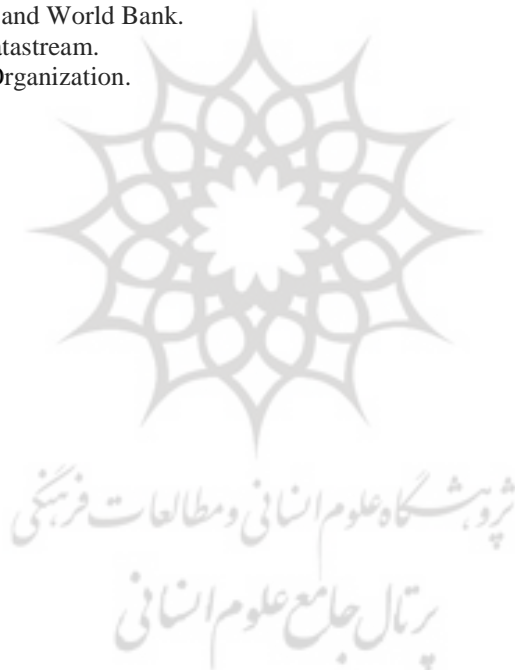 and World Bank.
atastream.
Organization.
پژوهشگاه علوم انسانی و مطالعات فرهنگی
پرتال جامع علوم انسانی